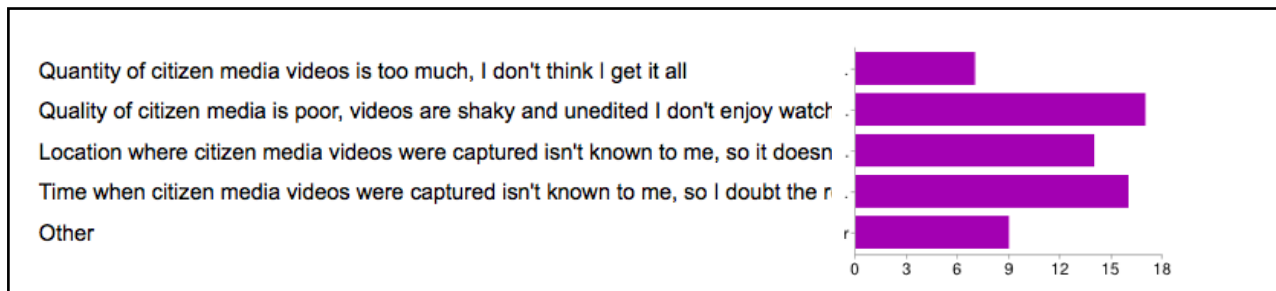 Quantity of citizen media videos is too much, I don't think I get it all
Quality of citizen media is poor, videos are shaky and unedited I don't enjoy watch
Location where citizen media videos were captured isn't known to me, so it doesn
Time when citizen media videos were captured isn't known to me, so I doubt the r
Other
r
0 3 6 9 12 15 18